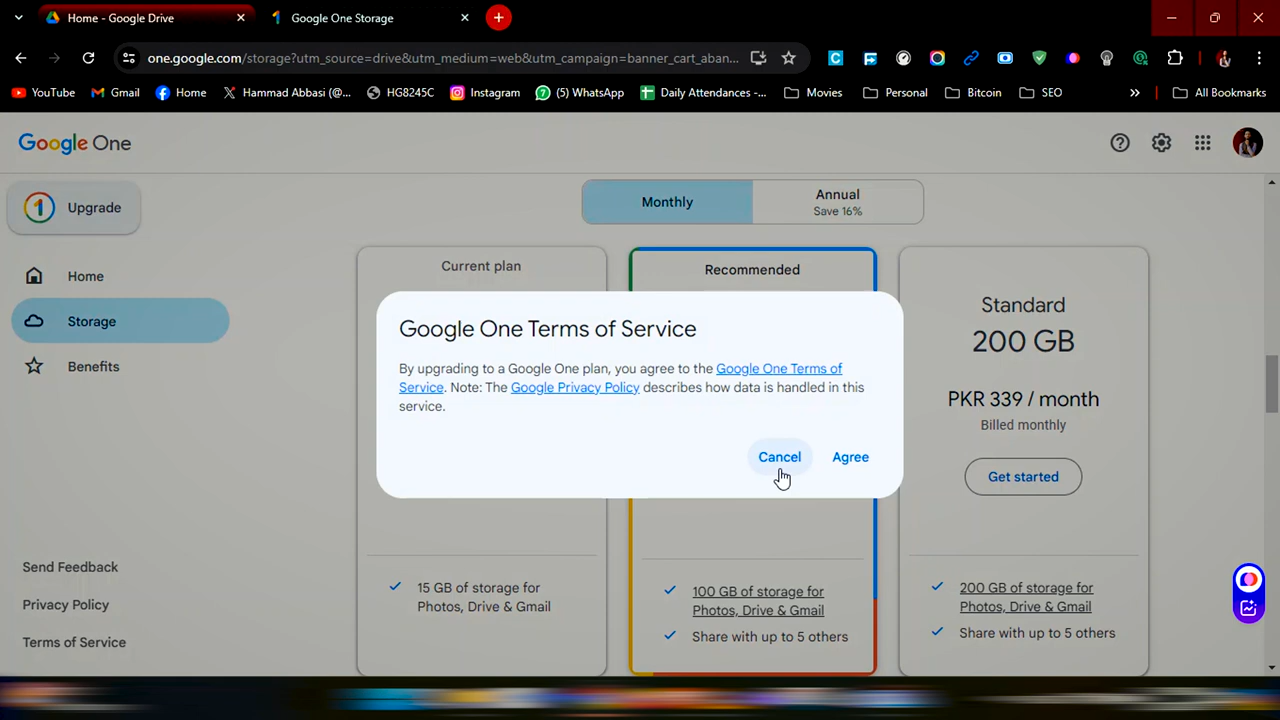 Home - Google Drive
Google One Storage
one.google.com/storage?utm_source=drive&utm_medium=web&utm_campaign=banner_cart_aban...
YouTube
Gmail
Home
Hammad Abbasi (@...
HG8245C
Instagram
(5) WhatsApp
Daily Attendances -...
Movies
Personal
Bitcoin
SEO
All Bookmarks
Google One
Upgrade
Home
Storage
Benefits
Send Feedback
Privacy Policy
Terms of Service
Monthly
Annual
Save 16%
Current plan
15 GB of storage for
Photos, Drive & Gmail
Recommended
100 GB of storage for
Photos, Drive & Gmail
Share with up to 5 others
Standard
200 GB
PKR 339 / month
Billed monthly
Get started
200 GB of storage for
Photos, Drive & Gmail
Share with up to 5 others
Google One Terms of Service
By upgrading to a Google One plan, you agree to the Google One Terms of
Service. Note: The Google Privacy Policy describes how data is handled in this
service.
Cancel
Agree